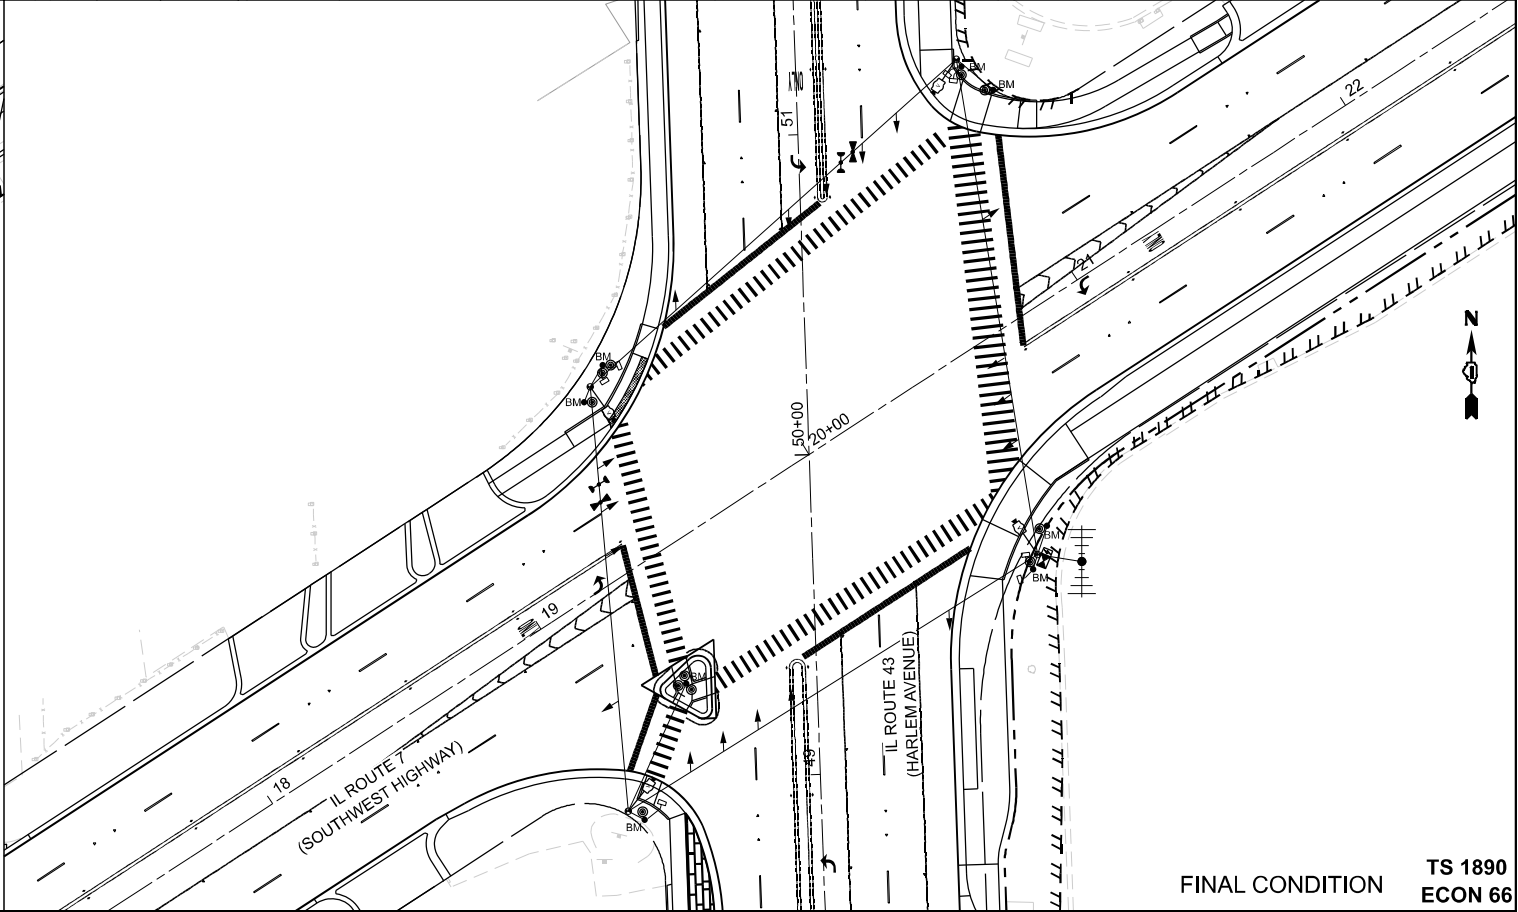 ONLY
51
BM
BM
22
21
N
BM
BM
50+00
20+00
BM
BM
19
BM
IL ROUTE 43
(HARLEM AVENUE)
49
18
IL ROUTE 7
(SOUTHWEST HIGHWAY)
BM
FINAL CONDITION
TS 1890
ECON 66